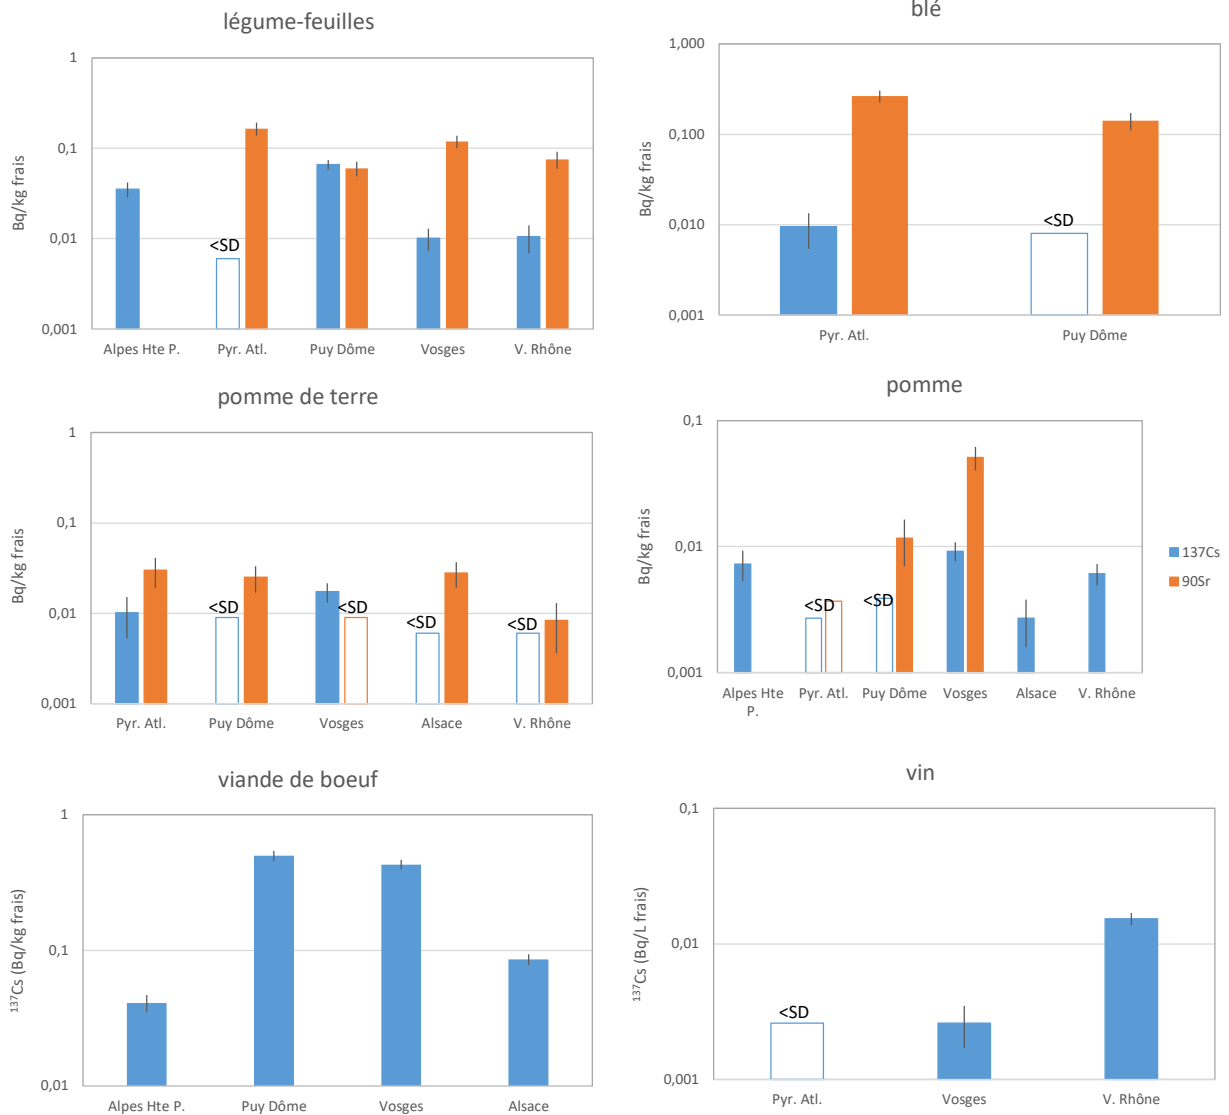 légume-feuilles
1
0,1
0,01
0,001
Bq/kg frais
<SD
Alpes Hte P.
Pyr. Atl.
Puy Dôme
Vosges
V. Rhône
blé
1,000
0,100
0,010
0,001
Bq/kg frais
<SD
Pyr. Atl.
Puy Dôme
pomme de terre
1
0,1
0,01
0,001
Bq/kg frais
<SD
<SD
<SD
<SD
Pyr. Atl.
Puy Dôme
Vosges
Alsace
V. Rhône
pomme
0,1
0,01
0,001
Bq/kg frais
<SD
<SD
Alpes Hte
P.
Pyr. Atl.
Puy Dôme
Vosges
Alsace
V. Rhône
137Cs
90Sr
viande de boeuf
1
0,1
0,01
¹³⁷Cs (Bq/kg frais)
Alpes Hte P.
Puy Dôme
Vosges
Alsace
vin
0,1
0,01
0,001
¹³⁷Cs (Bq/L frais)
<SD
Pyr. Atl.
Vosges
V. Rhône